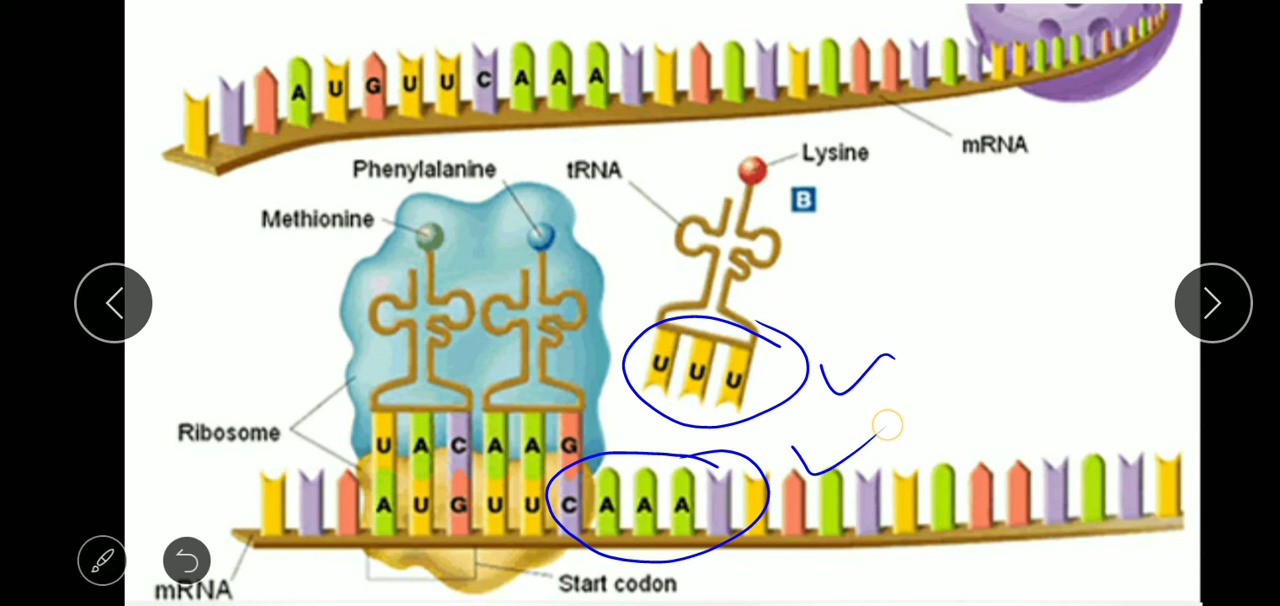 A U G U U C A A A
mRNA
Lysine
Phenylalanine
tRNA
B
Methionine
U U U
Ribosome
U A C A A G
A U G U U C A A A
Start codon
mRNA